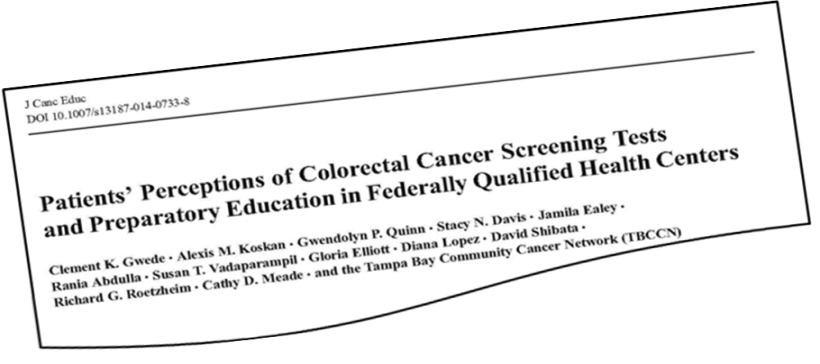 J Canc Educ
DOI 10.1007/s13187-014-0733-8
Patients' Perceptions of Colorectal Cancer Screening Tests
and Preparatory Education in Federally Qualified Health Centers
Clement K. Gwede · Alexis M. Koskan · Gwendolyn P. Quinn · Stacy N. Davis · Jamila Ealey ·
Rania Abdulla · Susan T. Vadaparampil · Gloria Elliott · Diana Lopez · David Shibata ·
Richard G. Roetzheim · Cathy D. Meade · and the Tampa Bay Community Cancer Network (TBCCN)